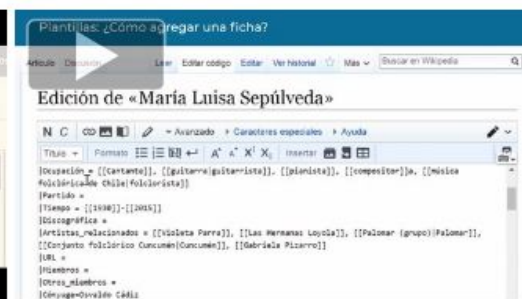 Plantillas: ¿Cómo agregar una ficha?
Artículo Discusión Leer Editar código Editar Ver historial Más Buscar en Wikipedia
Edición de «María Luisa Sepúlveda»
N C Avanzado Caracteres especiales Ayuda
Título Formato Insertar
|Ocupación = [[Cantante]], [[guitarra|guitarrista]], [[pianista]], [[compositor]]a, [[música
folclórica de Chile|folclorista]]
|Partido =
|Tiempo = [[1930]]-[[2015]]
|Discográfica =
|Artistas_relacionados = [[Violeta Parra]], [[Las Hermanas Loyola]], [[Palomar (grupo)|Palomar]],
[[Conjunto folclórico Cuncumén|Cuncumén]], [[Gabriela Pizarro]]
|URL =
|Miembros =
|Otros_miembros =
|Cónyuge=Osvaldo Cádiz